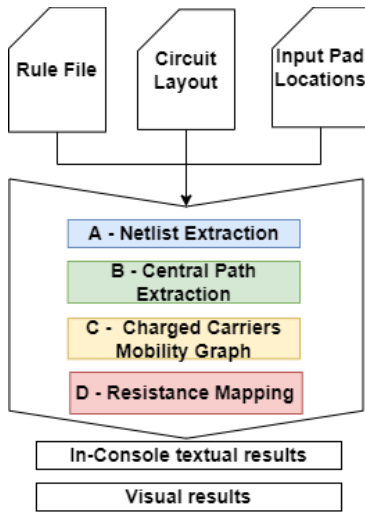 Rule File
Circuit
Layout
Input Pad
Locations
A - Netlist Extraction
B - Central Path
Extraction
C - Charged Carriers
Mobility Graph
D - Resistance Mapping
In-Console textual results
Visual results